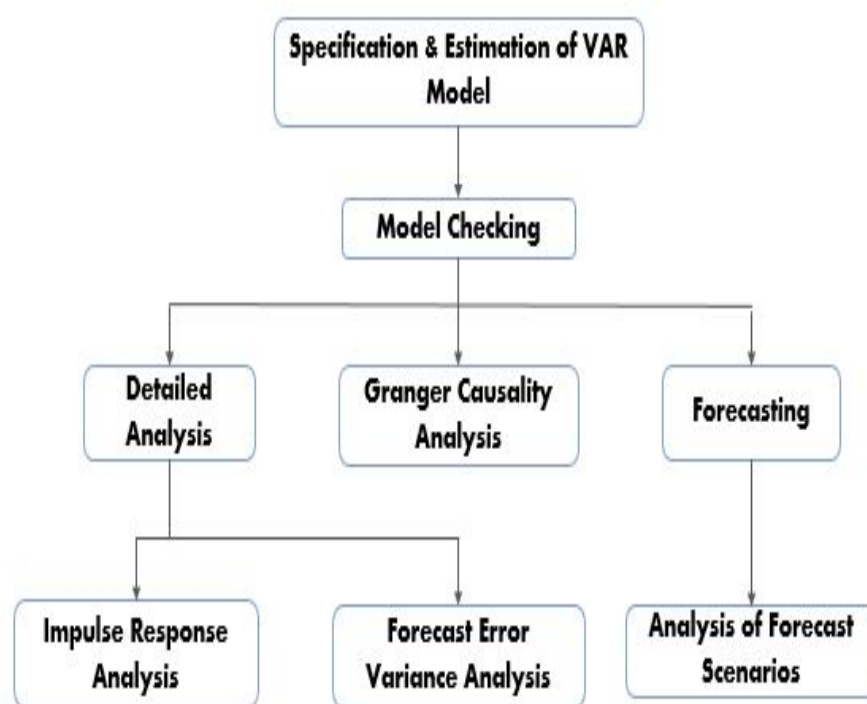 Specification & Estimation of VAR
Model
Model Checking
Detailed
Analysis
Granger Causality
Analysis
Forecasting
Impulse Response
Analysis
Forecast Error
Variance Analysis
Analysis of Forecast
Scenarios